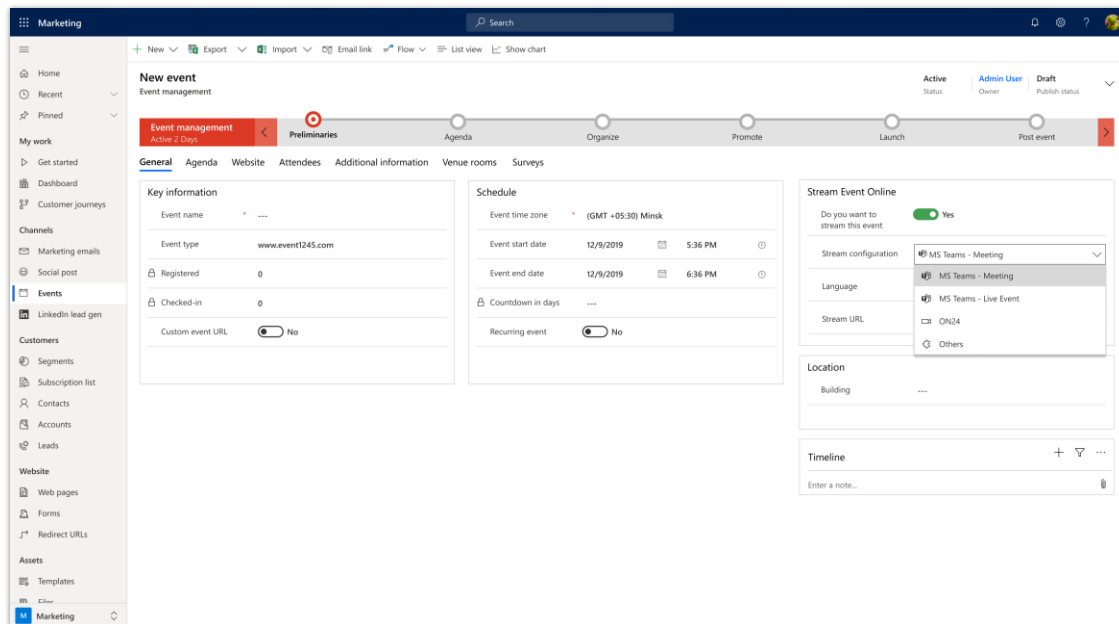 Marketing
Search
?
Home
Recent
Pinned
My work
Get started
Dashboard
Customer journeys
Channels
Marketing emails
Social post
Events
LinkedIn lead gen
Customers
Segments
Subscription list
Contacts
Accounts
Leads
Website
Web pages
Forms
Redirect URLs
Assets
Templates
Files
M Marketing
New Export Import Email link Flow List view Show chart
New event
Event management
Active
Status
Admin User
Owner
Draft
Publish status
Event management
Active 2 Days
Preliminaries Agenda Organize Promote Launch Post event
General Agenda Website Attendees Additional information Venue rooms Surveys
Key information
Event name * ---
Event type www.event1245.com
Registered 0
Checked-in 0
Custom event URL No
Schedule
Event time zone * (GMT +05:30) Minsk
Event start date 12/9/2019 5:36 PM
Event end date 12/9/2019 6:36 PM
Countdown in days ---
Recurring event No
Stream Event Online
Do you want to
stream this event
Yes
Stream configuration MS Teams - Meeting
MS Teams - Meeting
MS Teams - Live Event
ON24
Others
Language
Stream URL
Location
Building ---
Timeline
Enter a note...